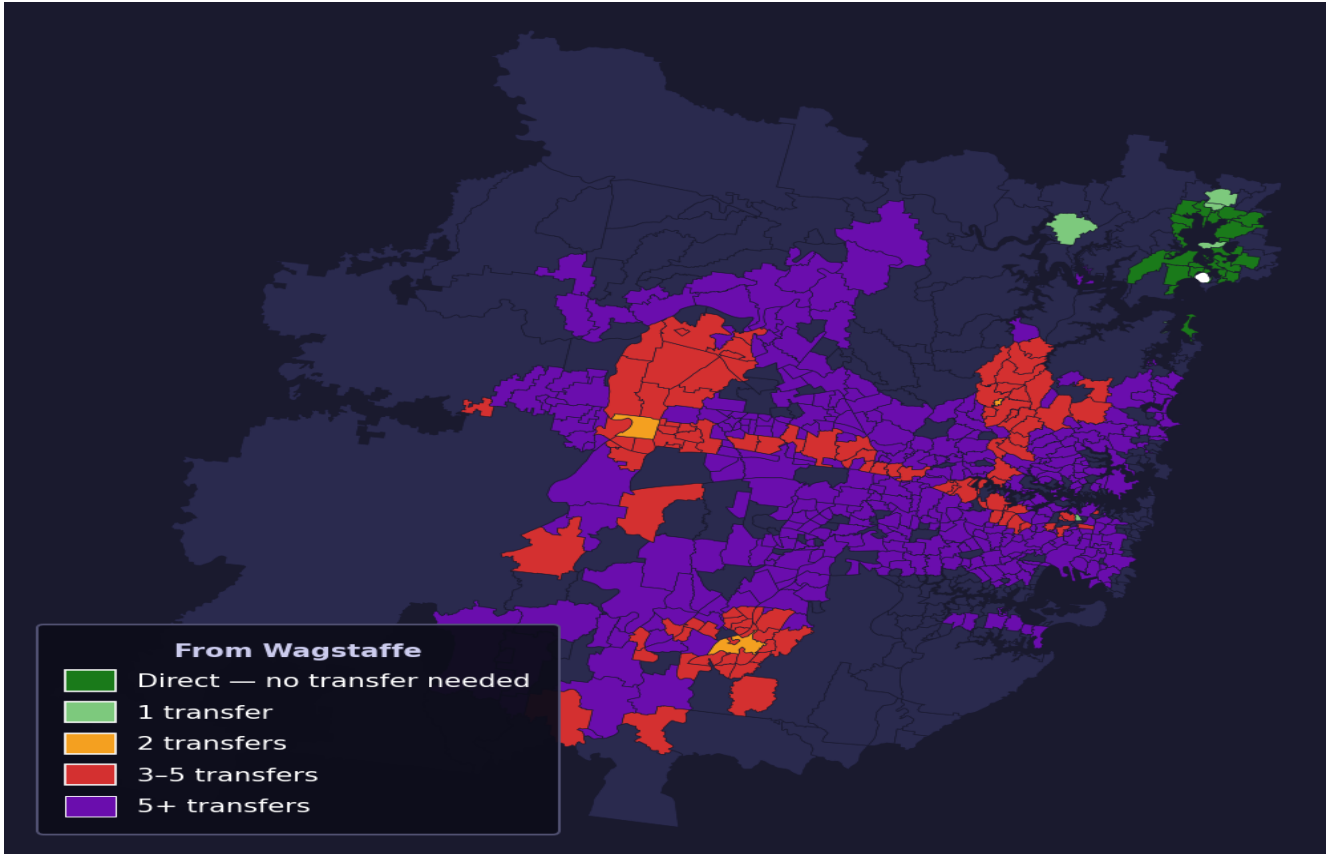 From Wagstaffe
Direct — no transfer needed
1 transfer
2 transfers
3–5 transfers
5+ transfers